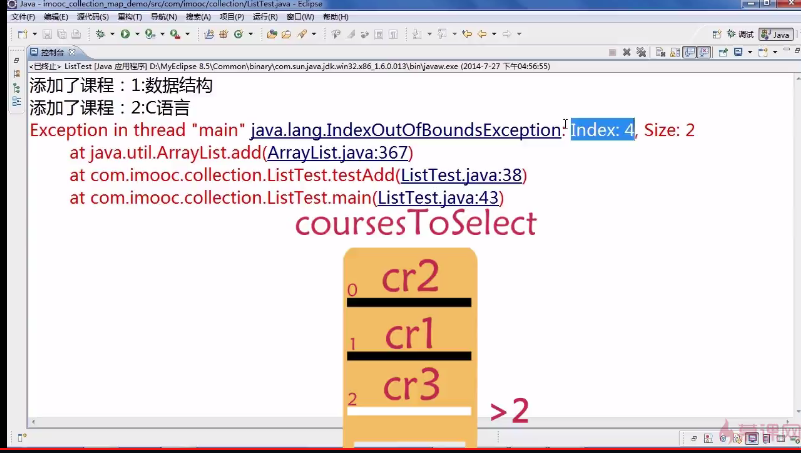 Java - imooc_collection_map_demo/src/com/imooc/collection/ListTest.java - Eclipse
文件(F) 编辑(E) 源代码(S) 重构(T) 导航(N) 搜索(A) 项目(P) 运行(R) 窗口(W) 帮助(H)
调试 Java
控制台
<已终止> ListTest [Java 应用程序] D:\MyEclipse 8.5\Common\binary\com.sun.java.jdk.win32.x86_1.6.0.013\bin\javaw.exe (2014-7-27 下午04:56:55)
添加了课程：1:数据结构
添加了课程：2:C语言
Exception in thread "main" java.lang.IndexOutOfBoundsException: Index: 4, Size: 2
at java.util.ArrayList.add(ArrayList.java:367)
at com.imooc.collection.ListTest.testAdd(ListTest.java:38)
at com.imooc.collection.ListTest.main(ListTest.java:43)
coursesToSelect
0 cr2
1 cr1
2 cr3
>2
慕课网